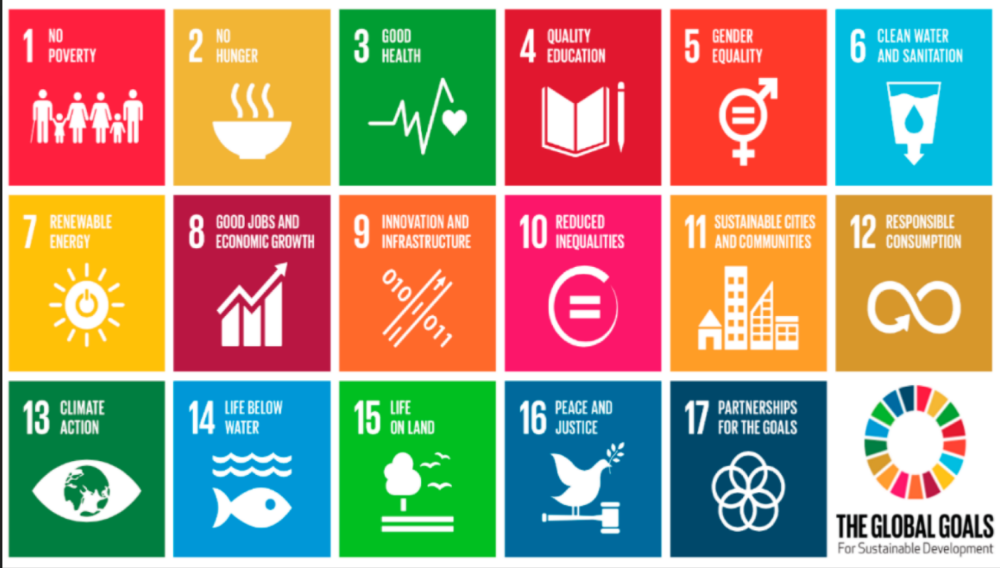 1 NO
POVERTY
2 NO
HUNGER
3 GOOD
HEALTH
4 QUALITY
EDUCATION
5 GENDER
EQUALITY
6 CLEAN WATER
AND SANITATION
7 RENEWABLE
ENERGY
8 GOOD JOBS AND
ECONOMIC GROWTH
9 INNOVATION AND
INFRASTRUCTURE
010
011
10 REDUCED
INEQUALITIES
11 SUSTAINABLE CITIES
AND COMMUNITIES
12 RESPONSIBLE
CONSUMPTION
13 CLIMATE
ACTION
14 LIFE BELOW
WATER
15 LIFE
ON LAND
16 PEACE AND
JUSTICE
17 PARTNERSHIPS
FOR THE GOALS
THE GLOBAL GOALS
For Sustainable Development